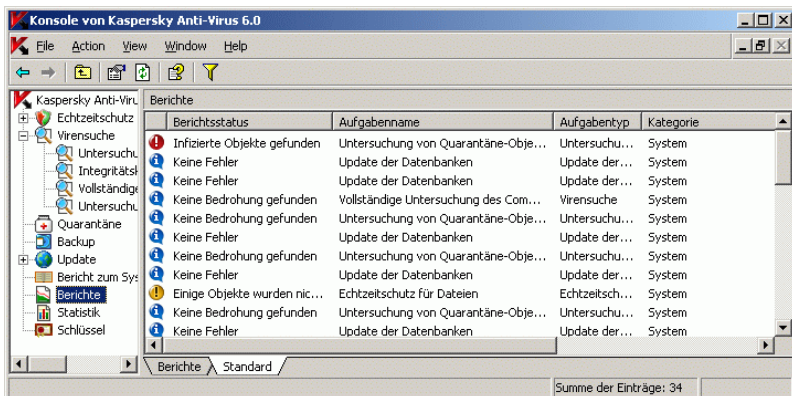 Konsole von Kaspersky Anti-Virus 6.0
File Action View Window Help
Kaspersky Anti-Viru
Echtzeitschutz
Virensuche
Untersuchu
Integritätsk
Vollständige
Untersuchu
Quarantäne
Backup
Update
Bericht zum Sys
Berichte
Statistik
Schlüssel
Berichte
Berichtsstatus Aufgabenname Aufgabentyp Kategorie
Infizierte Objekte gefunden Untersuchung von Quarantäne-Obje... Untersuchu... System
Keine Fehler Update der Datenbanken Update der... System
Keine Fehler Update der Datenbanken Update der... System
Keine Bedrohung gefunden Vollständige Untersuchung des Com... Virensuche System
Keine Bedrohung gefunden Untersuchung von Quarantäne-Obje... Untersuchu... System
Keine Fehler Update der Datenbanken Update der... System
Keine Bedrohung gefunden Untersuchung von Quarantäne-Obje... Untersuchu... System
Keine Fehler Update der Datenbanken Update der... System
Einige Objekte wurden nic... Echtzeitschutz für Dateien Echtzeitsch... System
Keine Bedrohung gefunden Untersuchung von Quarantäne-Obje... Untersuchu... System
Keine Fehler Update der Datenbanken Update der... System
Berichte Standard
Summe der Einträge: 34